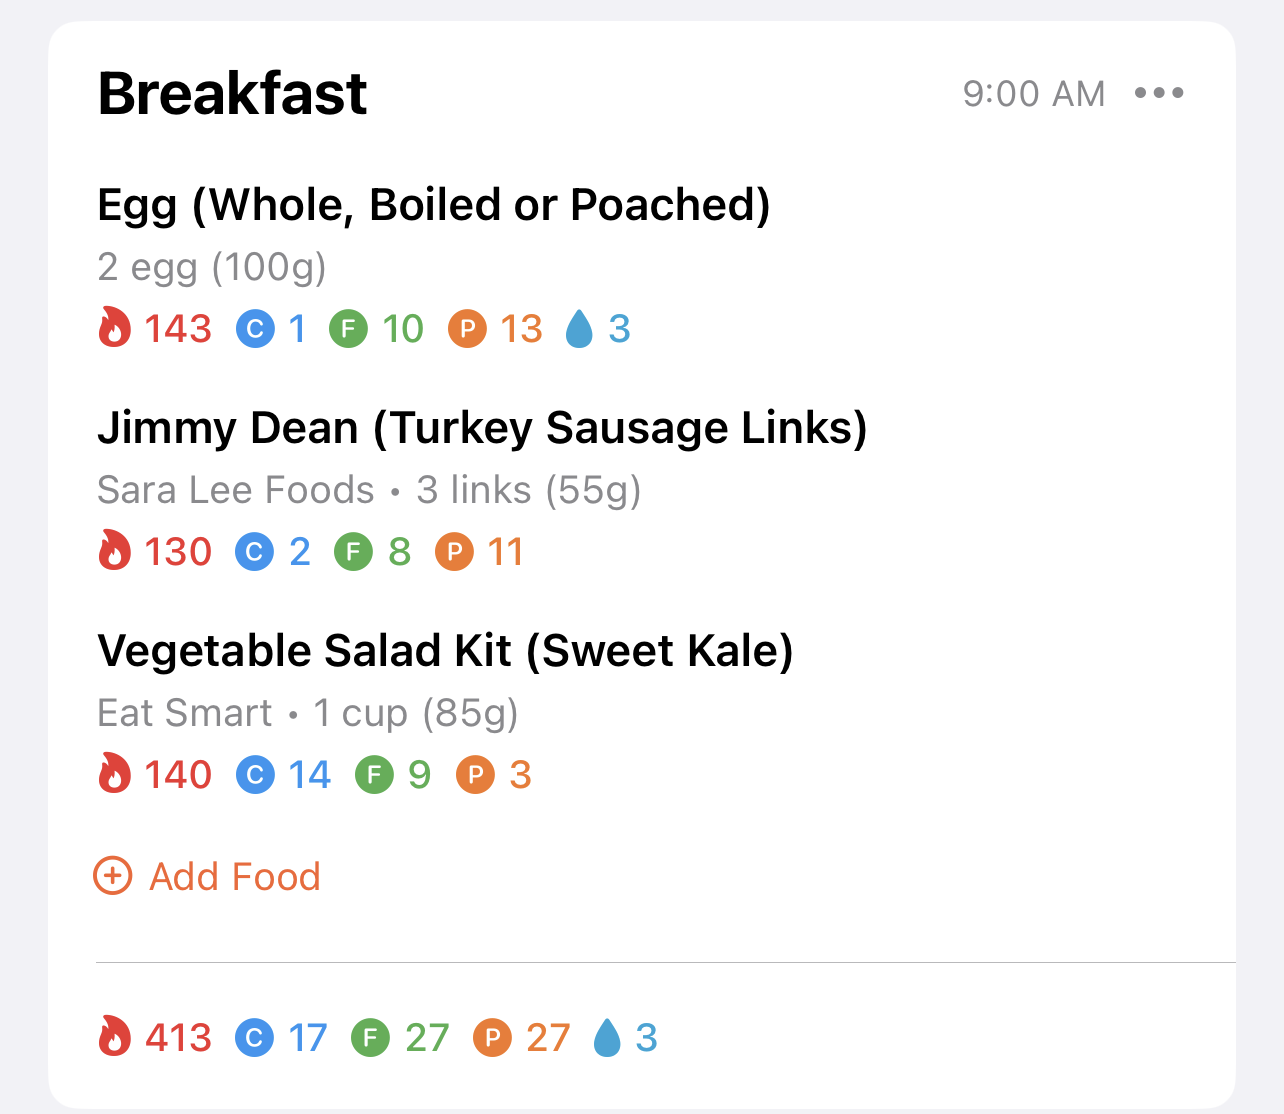 Breakfast
9:00 AM
Egg (Whole, Boiled or Poached)
2 egg (100g)
143 C 1 F 10 P 13 3
Jimmy Dean (Turkey Sausage Links)
Sara Lee Foods • 3 links (55g)
130 C 2 F 8 P 11
Vegetable Salad Kit (Sweet Kale)
Eat Smart • 1 cup (85g)
140 C 14 F 9 P 3
Add Food
413 C 17 F 27 P 27 3